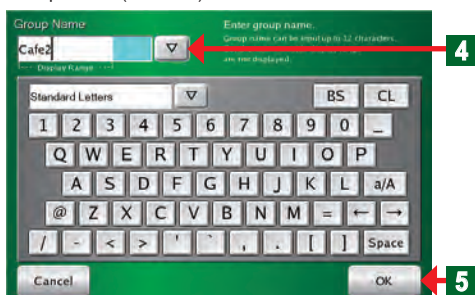 Group Name
Enter group name.
Group name can be input up to 12 characters.
are not displayed.
Cafe2
▽
4
Display Range
Standard Letters ▽ BS CL
1 2 3 4 5 6 7 8 9 0 _
Q W E R T Y U I O P
A S D F G H J K L a/A
@ Z X C V B N M = ← →
/ - < > ' ` , . [ ] Space
Cancel
OK
5